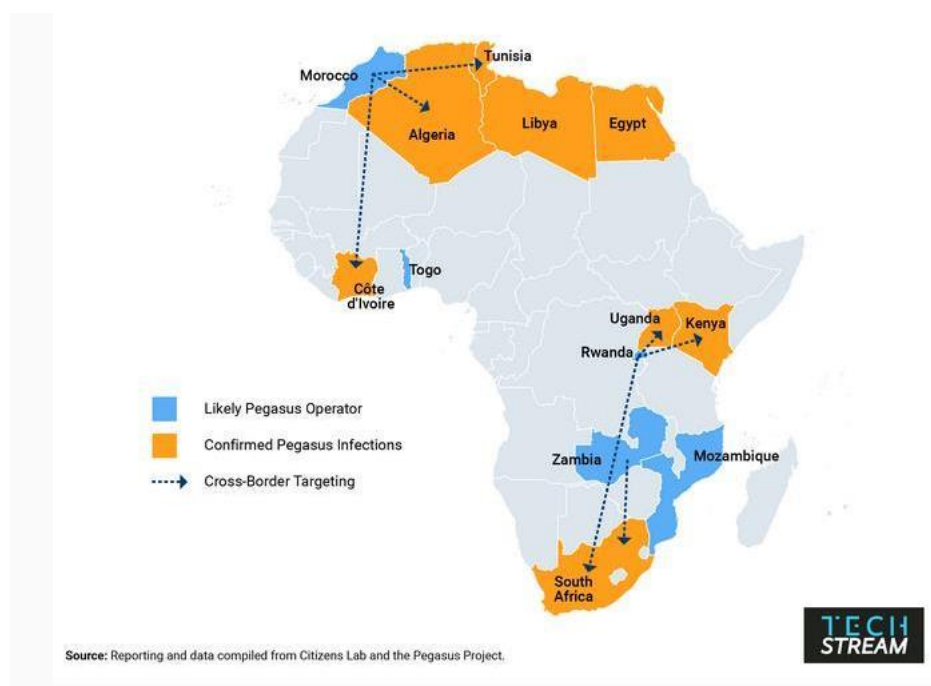 Tunisia
Morocco
Algeria
Libya
Egypt
Togo
Côte
d'Ivoire
Uganda
Kenya
Rwanda
Likely Pegasus Operator
Confirmed Pegasus Infections
Zambia
Mozambique
Cross-Border Targeting
South
Africa
TECH
STREAM
Source: Reporting and data compiled from Citizens Lab and the Pegasus Project.